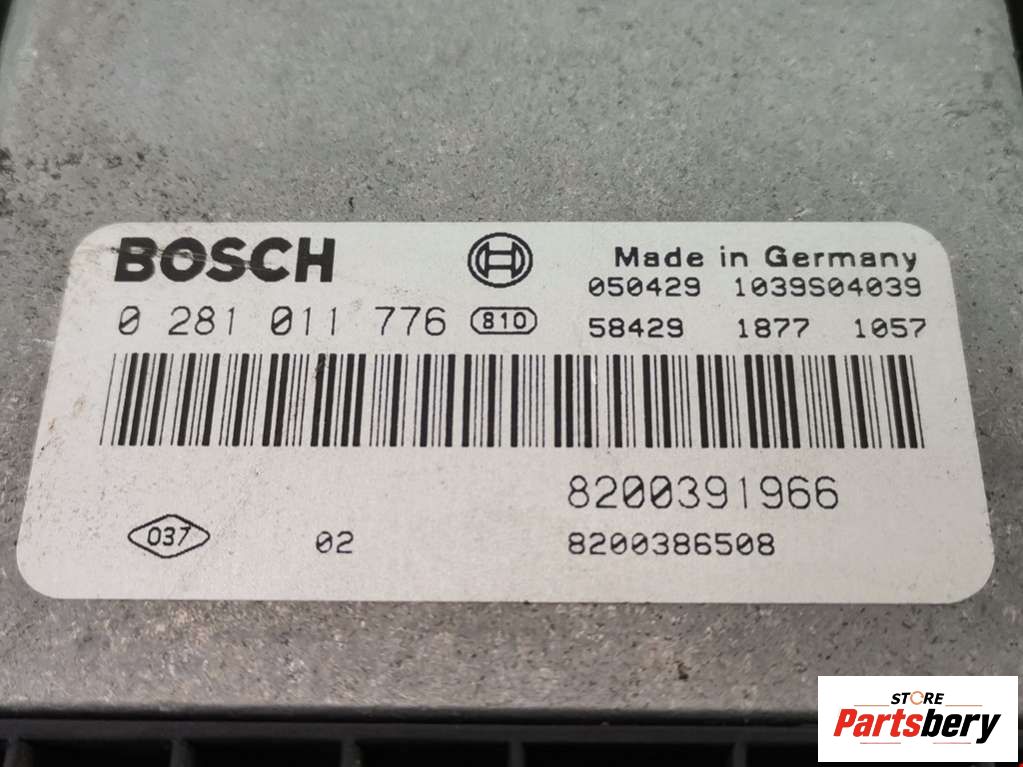 BOSCH
Made in Germany
050429 1039S04039
0 281 011 776 810
58429 1877 1057
8200391966
037 02 8200386508
STORE
Partsbery